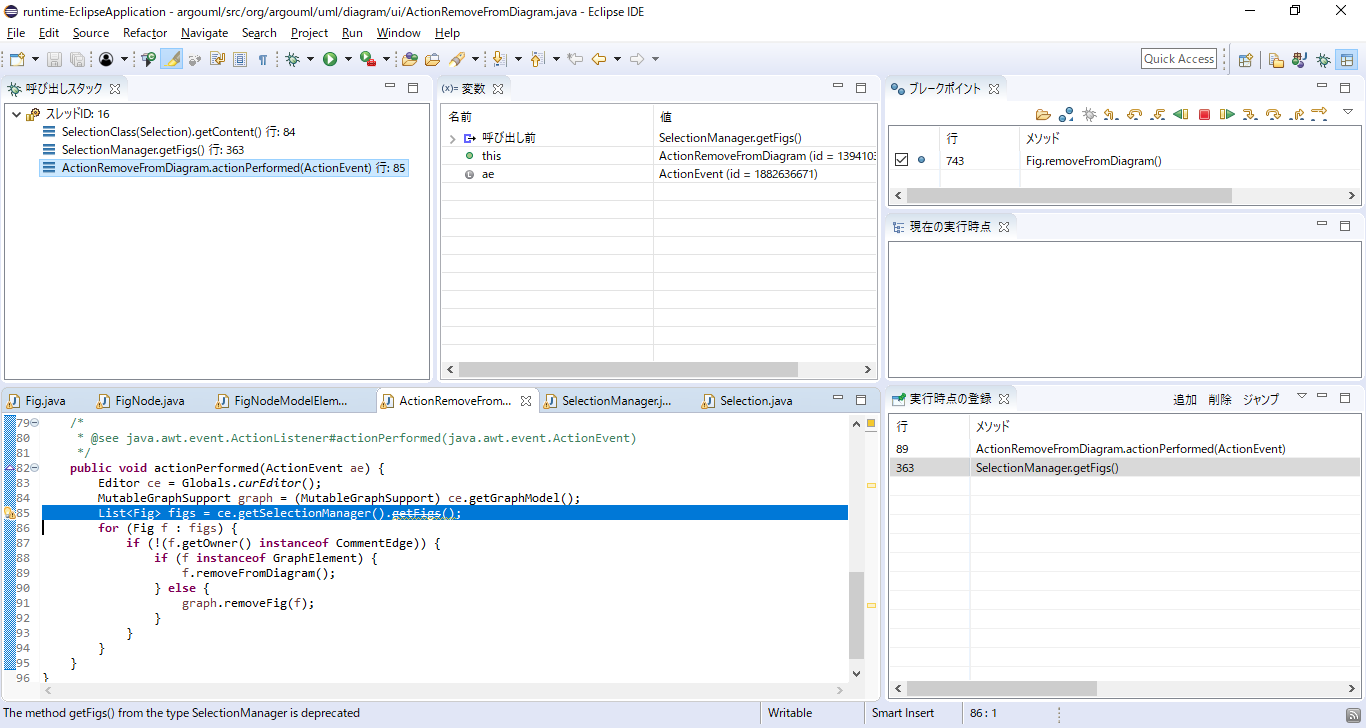 runtime-EclipseApplication - argouml/src/org/argouml/uml/diagram/ui/ActionRemoveFromDiagram.java - Eclipse IDE
File Edit Source Refactor Navigate Search Project Run Window Help
Quick Access
呼び出しスタック
スレッドID: 16
SelectionClass(Selection).getContent() 行: 84
SelectionManager.getFigs() 行: 363
ActionRemoveFromDiagram.actionPerformed(ActionEvent) 行: 85
(x)= 変数
名前 値
呼び出し前 SelectionManager.getFigs()
this ActionRemoveFromDiagram (id = 1394103
ae ActionEvent (id = 1882636671)
ブレークポイント
行 メソッド
743 Fig.removeFromDiagram()
現在の実行時点
Fig.java FigNode.java FigNodeModelElem... ActionRemoveFrom... SelectionManager.j... Selection.java
79 /*
80 * @see java.awt.event.ActionListener#actionPerformed(java.awt.event.ActionEvent)
81 */
82 public void actionPerformed(ActionEvent ae) {
83 Editor ce = Globals.curEditor();
84 MutableGraphSupport graph = (MutableGraphSupport) ce.getGraphModel();
85 List<Fig> figs = ce.getSelectionManager().getFigs();
86 for (Fig f : figs) {
87 if (!(f.getOwner() instanceof CommentEdge)) {
88 if (f instanceof GraphElement) {
89 f.removeFromDiagram();
90 } else {
91 graph.removeFig(f);
92 }
93 }
94 }
95 }
96 }
実行時点の登録 追加 削除 ジャンプ
行 メソッド
89 ActionRemoveFromDiagram.actionPerformed(ActionEvent)
363 SelectionManager.getFigs()
The method getFigs() from the type SelectionManager is deprecated Writable Smart Insert 86 : 1